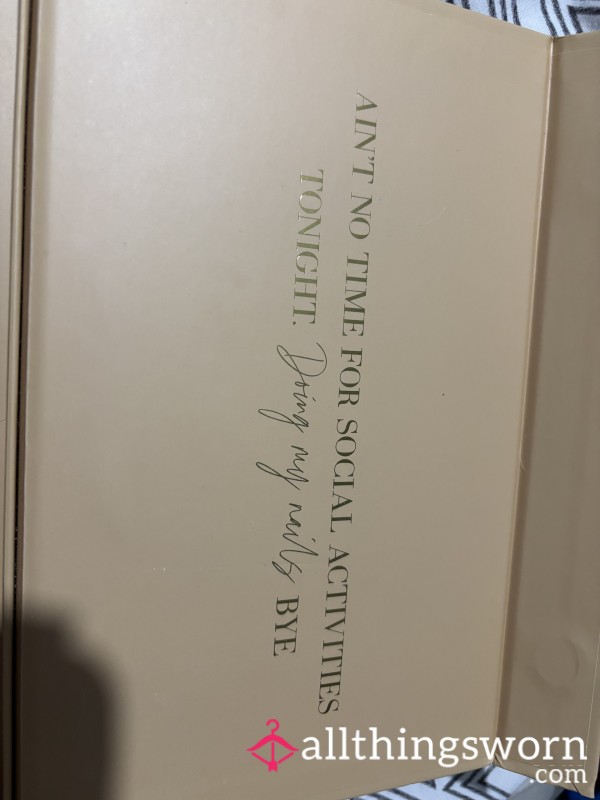 AIN'T NO TIME FOR SOCIAL ACTIVITIES
TONIGHT. Doing my nails BYE
allthingsworn
.com